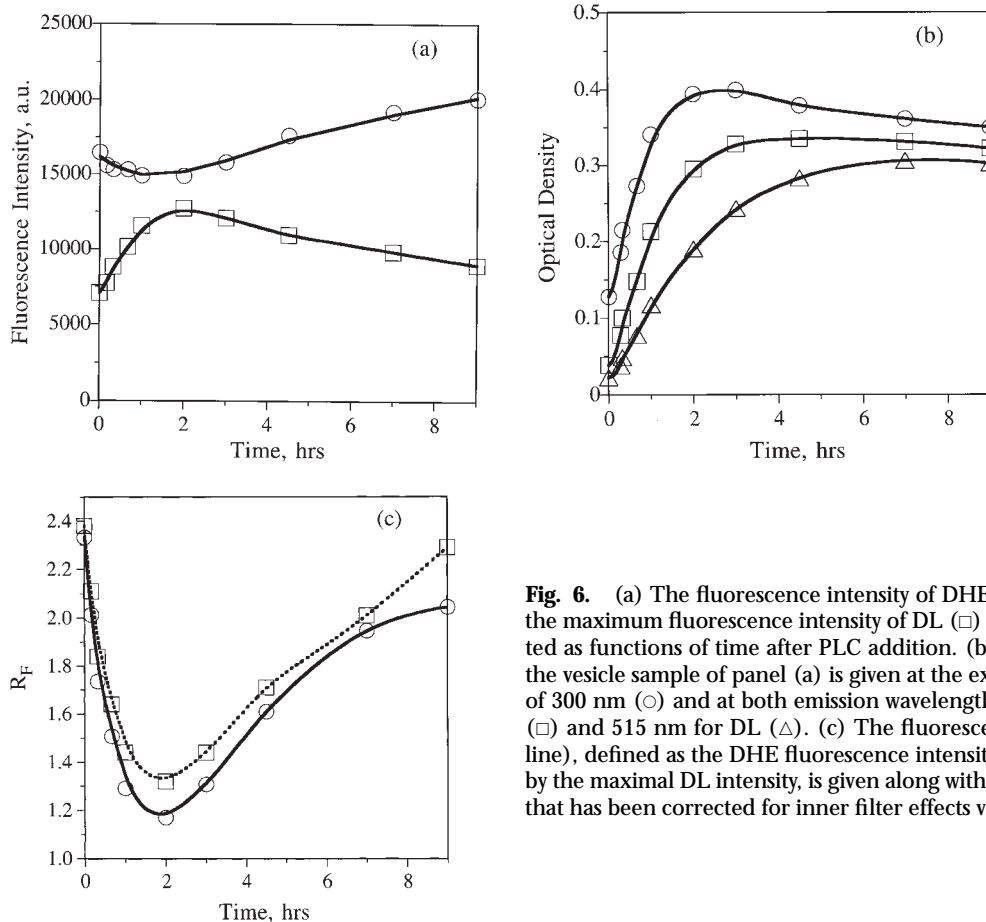 25000
20000
15000
10000
5000
0
0
2
4
6
8
(a)
Fluorescence Intensity, a.u.
Time, hrs
0.5
0.4
0.3
0.2
0.1
0
0
2
4
6
8
(b)
Optical Density
Time, hrs
2.4
2.2
2.0
1.8
1.6
1.4
1.2
1.0
0
2
4
6
8
(c)
R_F
Time, hrs
Fig. 6. (a) The fluorescence intensity of DHE
the maximum fluorescence intensity of DL (□)
ted as functions of time after PLC addition. (b
the vesicle sample of panel (a) is given at the ex
of 300 nm (○) and at both emission wavelength
(□) and 515 nm for DL (△). (c) The fluoresce
line), defined as the DHE fluorescence intensit
by the maximal DL intensity, is given along with
that has been corrected for inner filter effects v